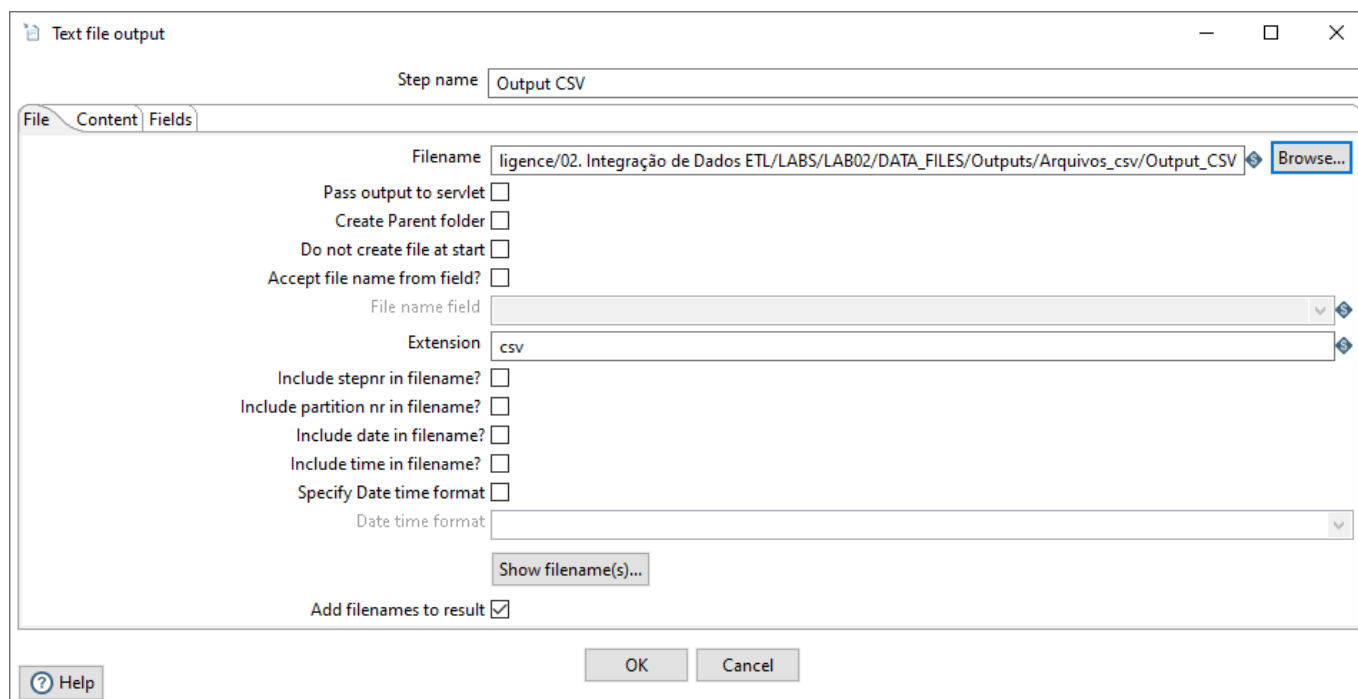 Text file output
Step name Output CSV
File Content Fields
Filename ligence/02. Integração de Dados ETL/LABS/LAB02/DATA_FILES/Outputs/Arquivos_csv/Output_CSV Browse...
Pass output to servlet
Create Parent folder
Do not create file at start
Accept file name from field?
File name field
Extension csv
Include stepnr in filename?
Include partition nr in filename?
Include date in filename?
Include time in filename?
Specify Date time format
Date time format
Show filename(s)...
Add filenames to result
OK Cancel
Help